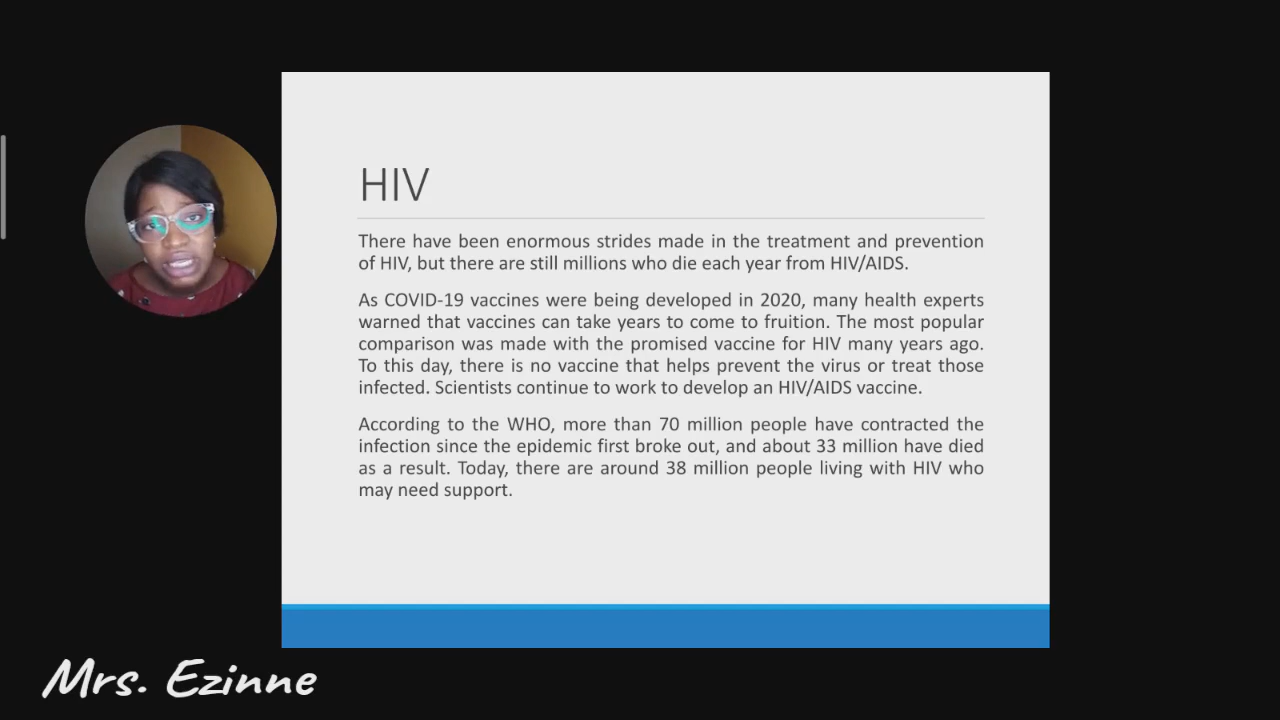 HIV
There have been enormous strides made in the treatment and prevention
of HIV, but there are still millions who die each year from HIV/AIDS.
As COVID-19 vaccines were being developed in 2020, many health experts
warned that vaccines can take years to come to fruition. The most popular
comparison was made with the promised vaccine for HIV many years ago.
To this day, there is no vaccine that helps prevent the virus or treat those
infected. Scientists continue to work to develop an HIV/AIDS vaccine.
According to the WHO, more than 70 million people have contracted the
infection since the epidemic first broke out, and about 33 million have died
as a result. Today, there are around 38 million people living with HIV who
may need support.
Mrs. Ezinne